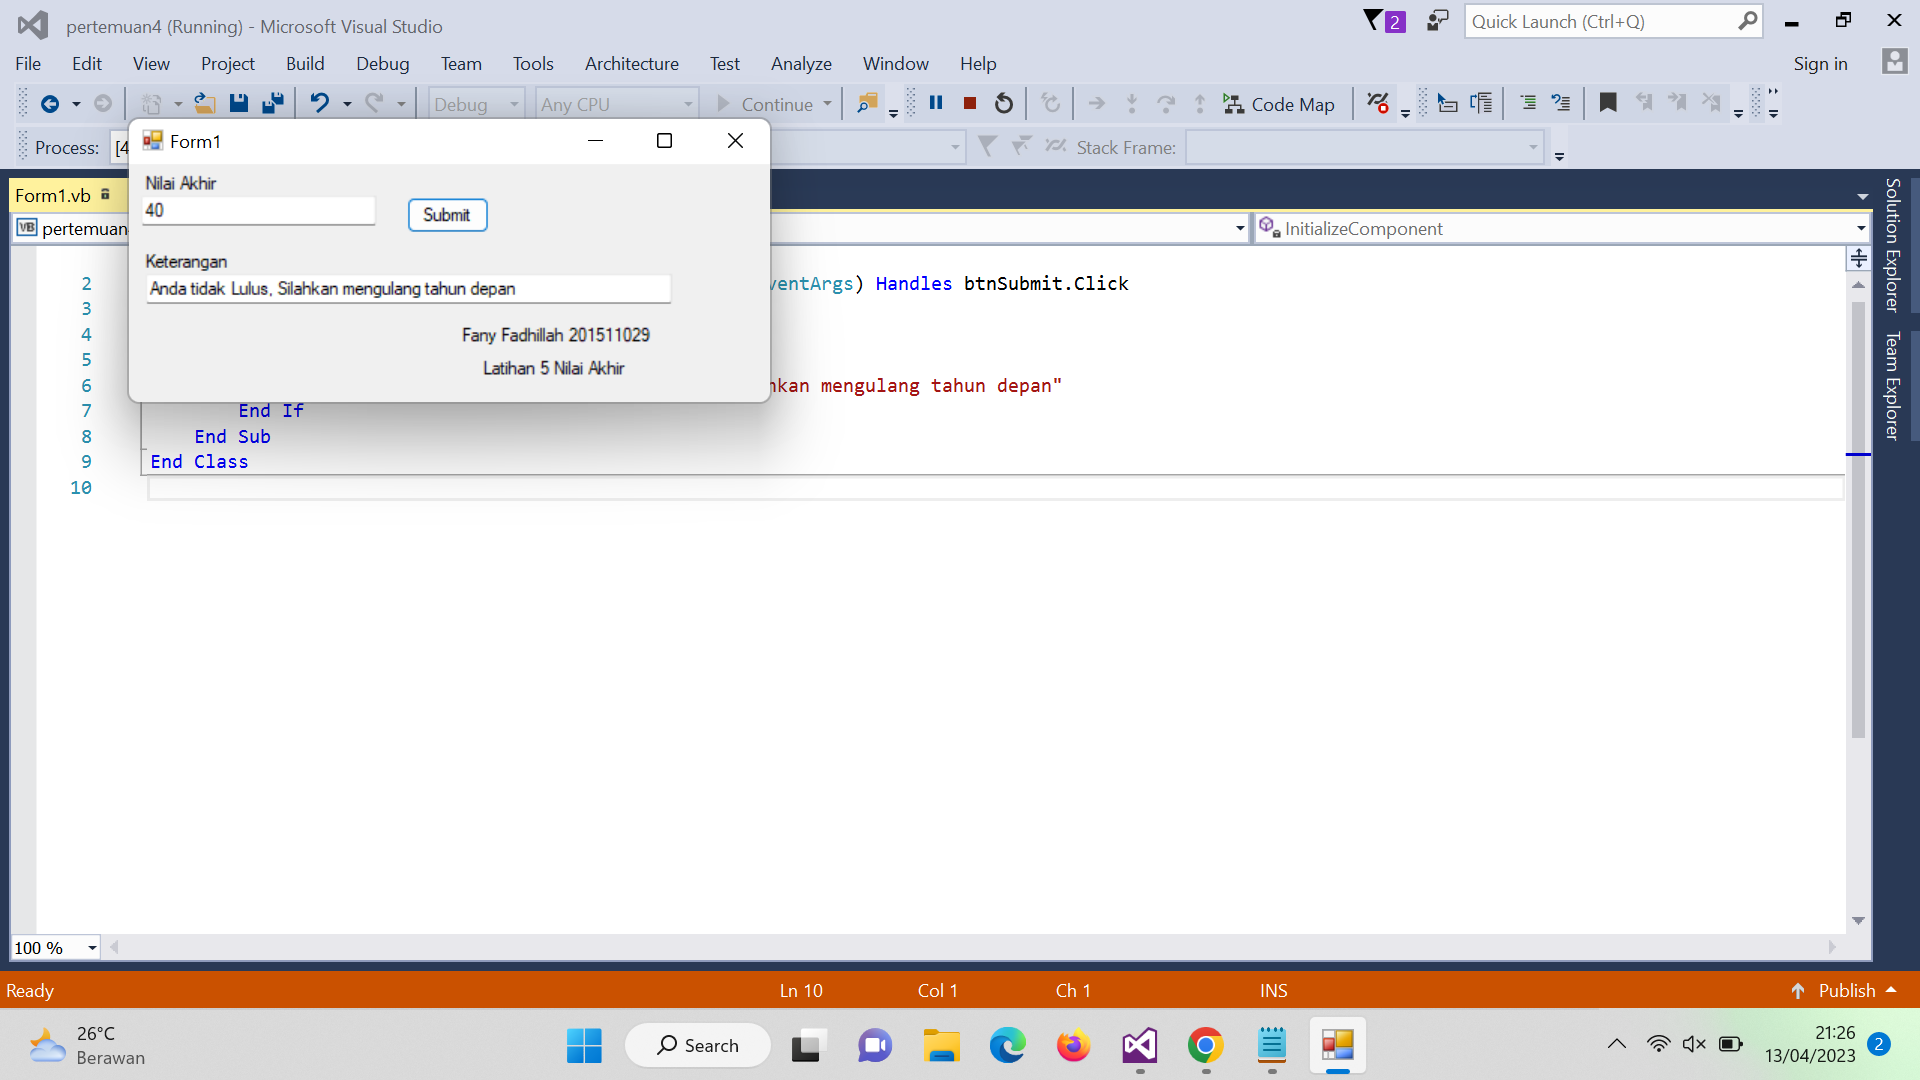 pertemuan4 (Running) - Microsoft Visual Studio
2
Quick Launch (Ctrl+Q)
File Edit View Project Build Debug Team Tools Architecture Test Analyze Window Help
Sign in
Debug Any CPU Continue Code Map
Process: [4 Stack Frame:
Form1
Nilai Akhir
40
Submit
Keterangan
Anda tidak Lulus, Silahkan mengulang tahun depan
Fany Fadhillah 201511029
Latihan 5 Nilai Akhir
Form1.vb
VB pertemuan
InitializeComponent
Solution Explorer
Team Explorer
2 ventArgs) Handles btnSubmit.Click
3
4
5
6 hkan mengulang tahun depan"
7 End If
8 End Sub
9 End Class
10
100 %
Ready Ln 10 Col 1 Ch 1 INS Publish
26°C
Berawan
Search
21:26
13/04/2023
2